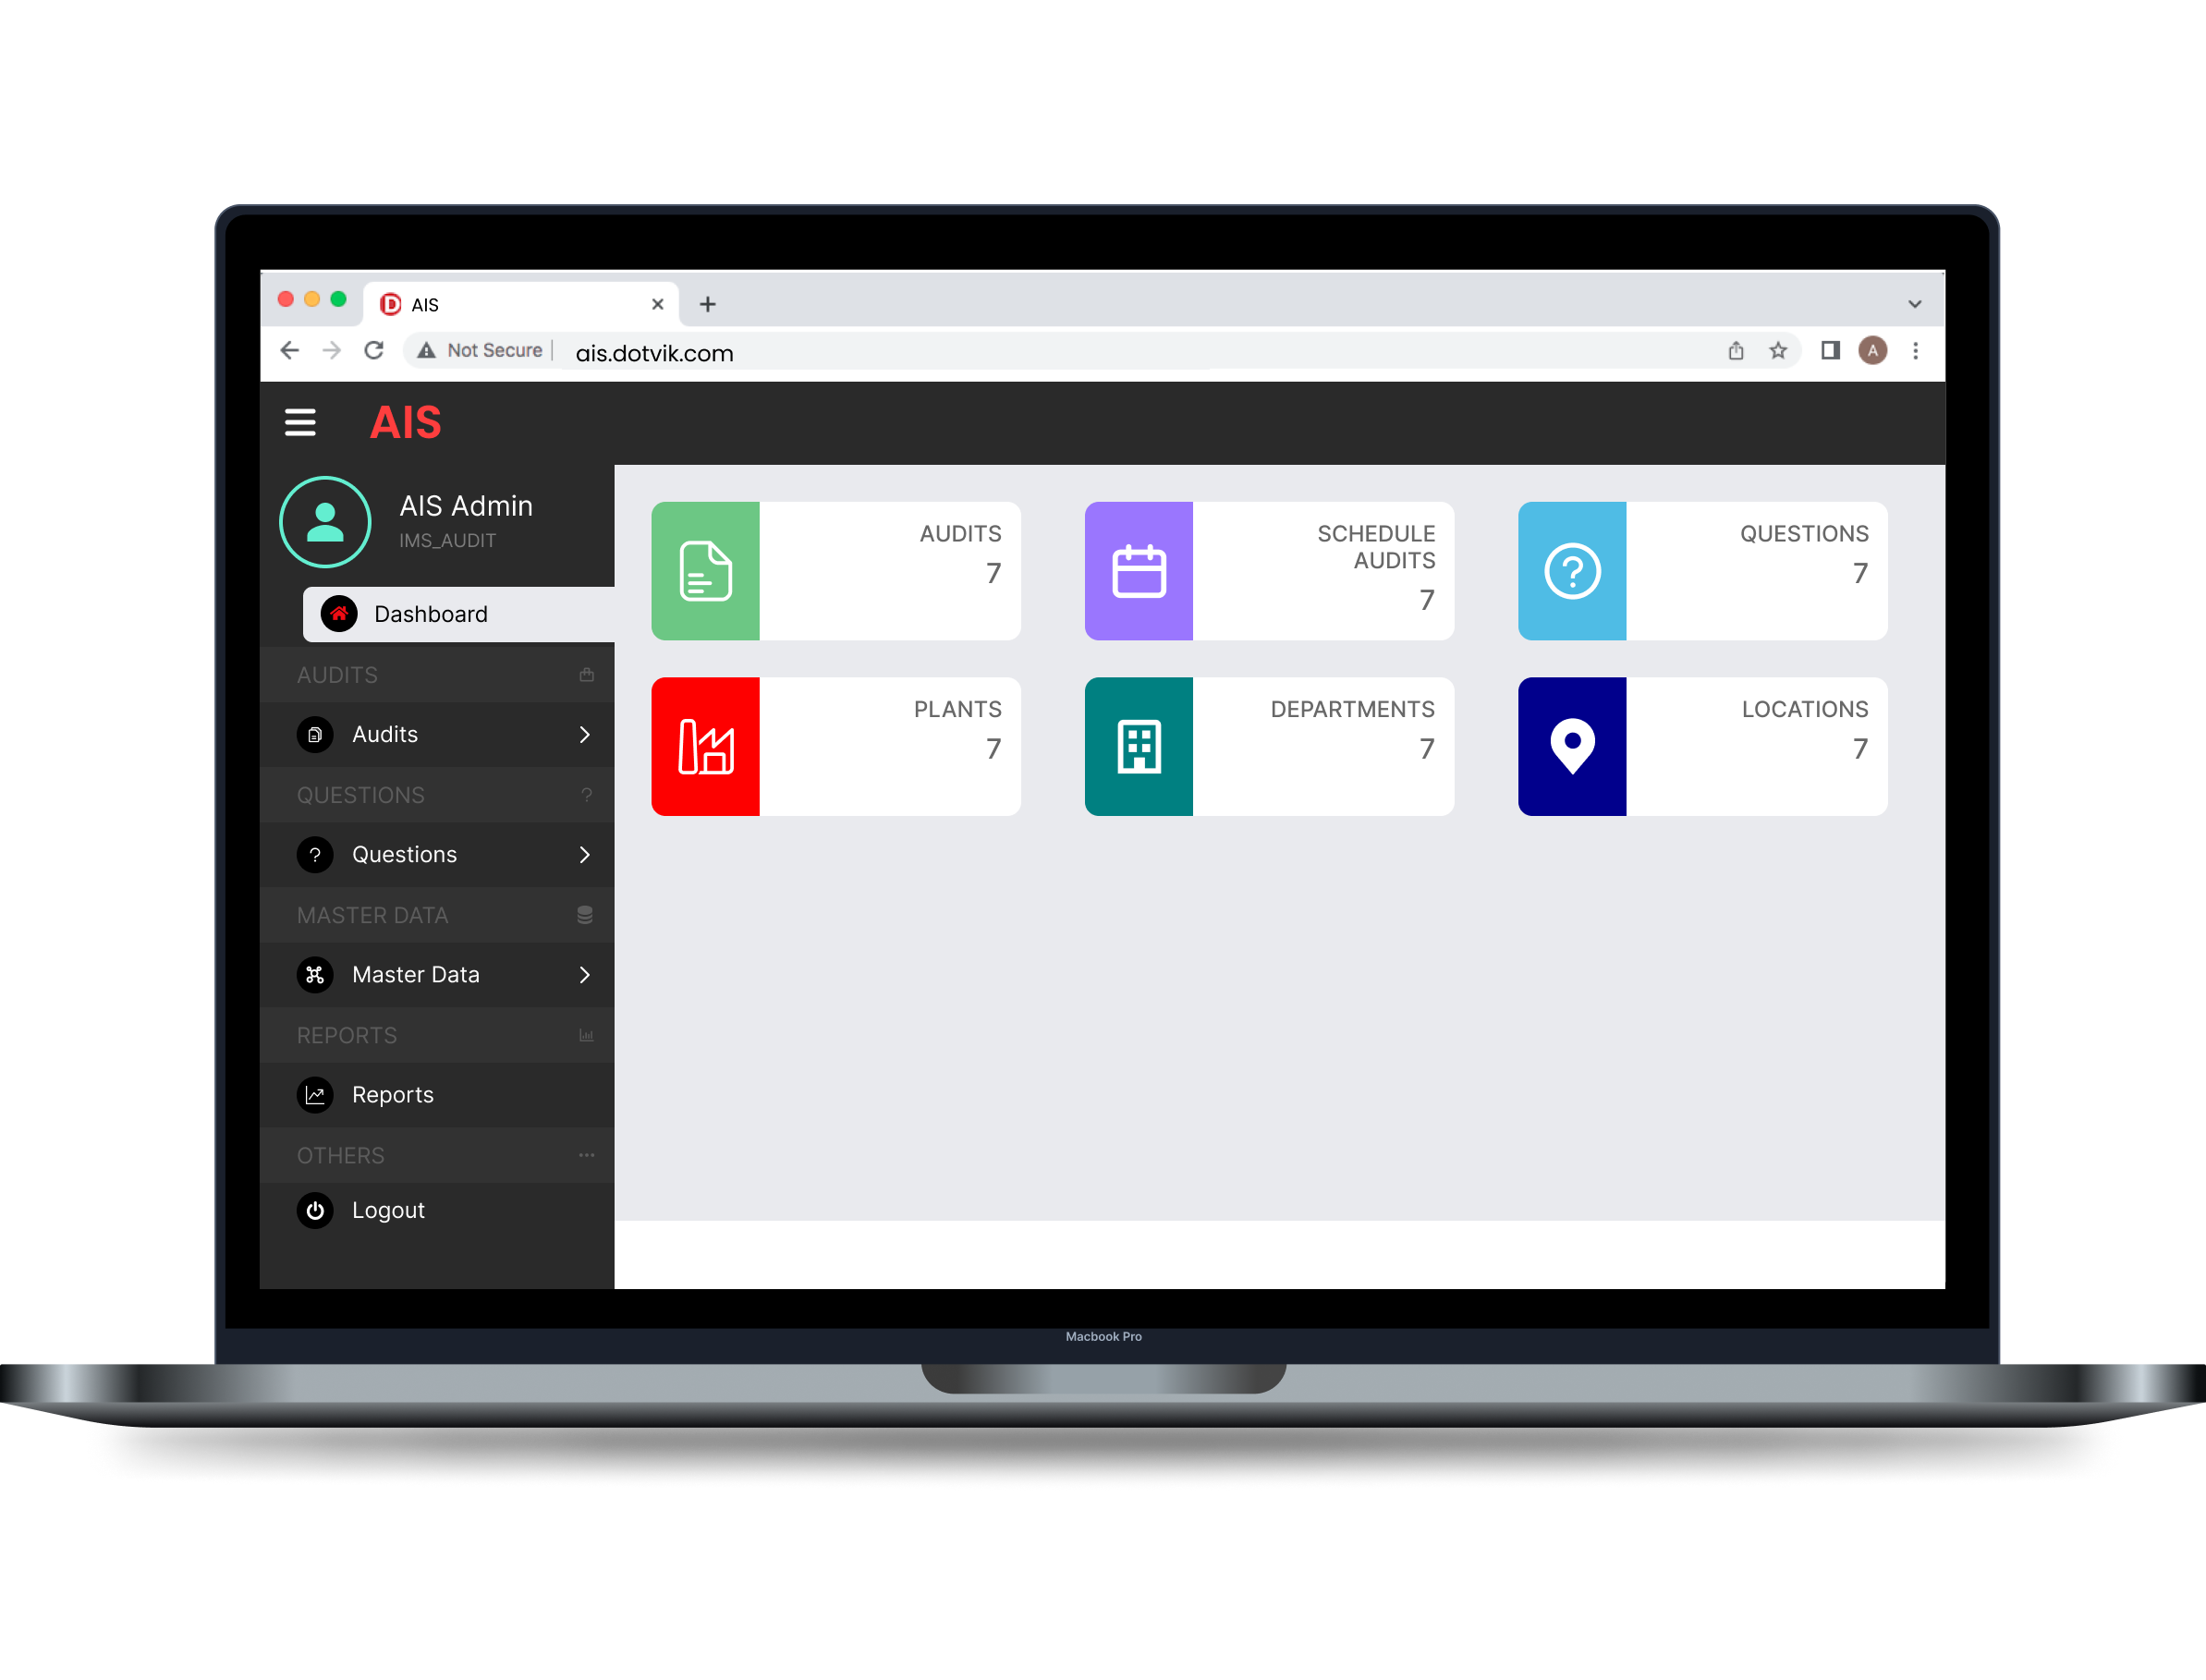 AIS
Not Secure
ais.dotvik.com
A
AIS
AIS Admin
IMS_AUDIT
Dashboard
AUDITS
Audits
QUESTIONS
Questions
MASTER DATA
Master Data
REPORTS
Reports
OTHERS
Logout
AUDITS
7
SCHEDULE
AUDITS
7
QUESTIONS
7
PLANTS
7
DEPARTMENTS
7
LOCATIONS
7
Macbook Pro